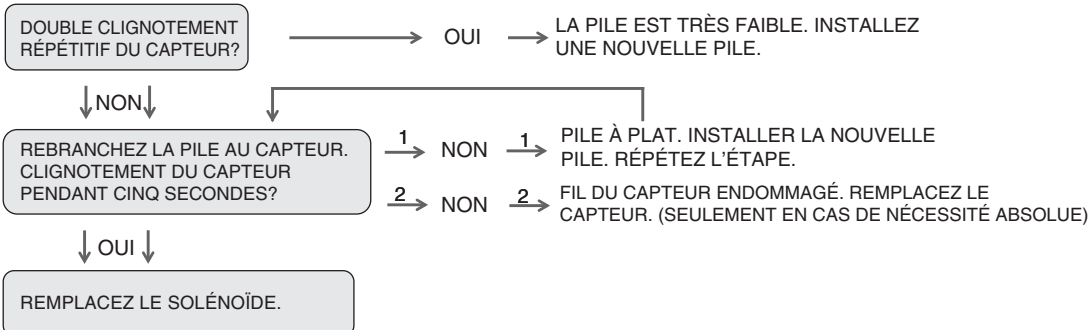 DOUBLE CLIGNOTEMENT
RÉPÉTITIF DU CAPTEUR?
OUI
LA PILE EST TRÈS FAIBLE. INSTALLEZ
UNE NOUVELLE PILE.
NON
REBRANCHEZ LA PILE AU CAPTEUR.
CLIGNOTEMENT DU CAPTEUR
PENDANT CINQ SECONDES?
1 NON 1
PILE À PLAT. INSTALLER LA NOUVELLE
PILE. RÉPÉTEZ L’ÉTAPE.
2 NON 2
FIL DU CAPTEUR ENDOMMAGÉ. REMPLACEZ LE
CAPTEUR. (SEULEMENT EN CAS DE NÉCESSITÉ ABSOLUE)
OUI
REMPLACEZ LE SOLÉNOÏDE.